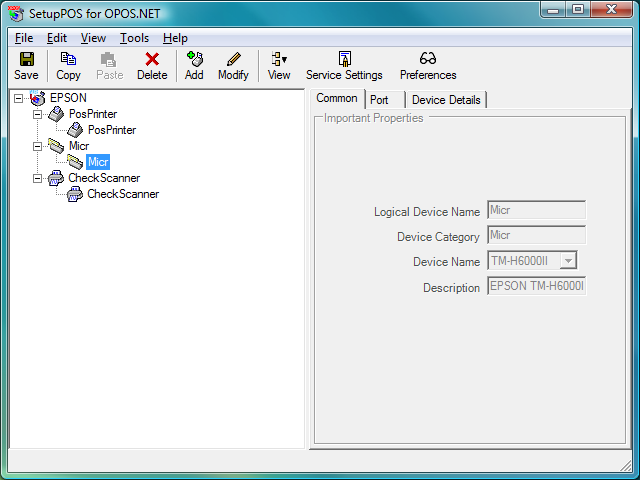 SetupPOS for OPOS.NET
File Edit View Tools Help
Save Copy Paste Delete Add Modify View Service Settings Preferences
EPSON
PosPrinter
PosPrinter
Micr
Micr
CheckScanner
CheckScanner
Common Port Device Details
Important Properties
Logical Device Name Micr
Device Category Micr
Device Name TM-H6000II
Description EPSON TM-H6000I